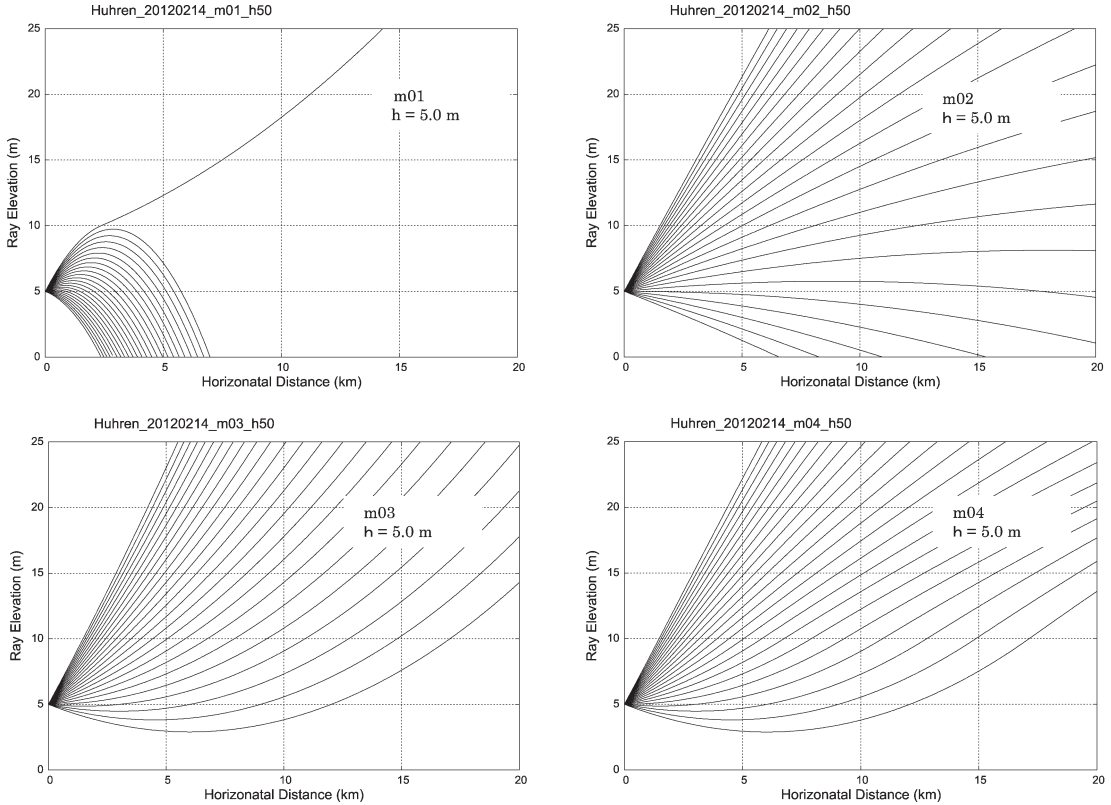 Huhren_20120214_m01_h50
25
20
15
10
5
0
0
5
10
15
20
Ray Elevation (m)
Horizonatal Distance (km)
m01
h = 5.0 m
Huhren_20120214_m02_h50
25
20
15
10
5
0
0
5
10
15
20
Ray Elevation (m)
Horizonatal Distance (km)
m02
h = 5.0 m
Huhren_20120214_m03_h50
25
20
15
10
5
0
0
5
10
15
20
Ray Elevation (m)
Horizonatal Distance (km)
m03
h = 5.0 m
Huhren_20120214_m04_h50
25
20
15
10
5
0
0
5
10
15
20
Ray Elevation (m)
Horizonatal Distance (km)
m04
h = 5.0 m